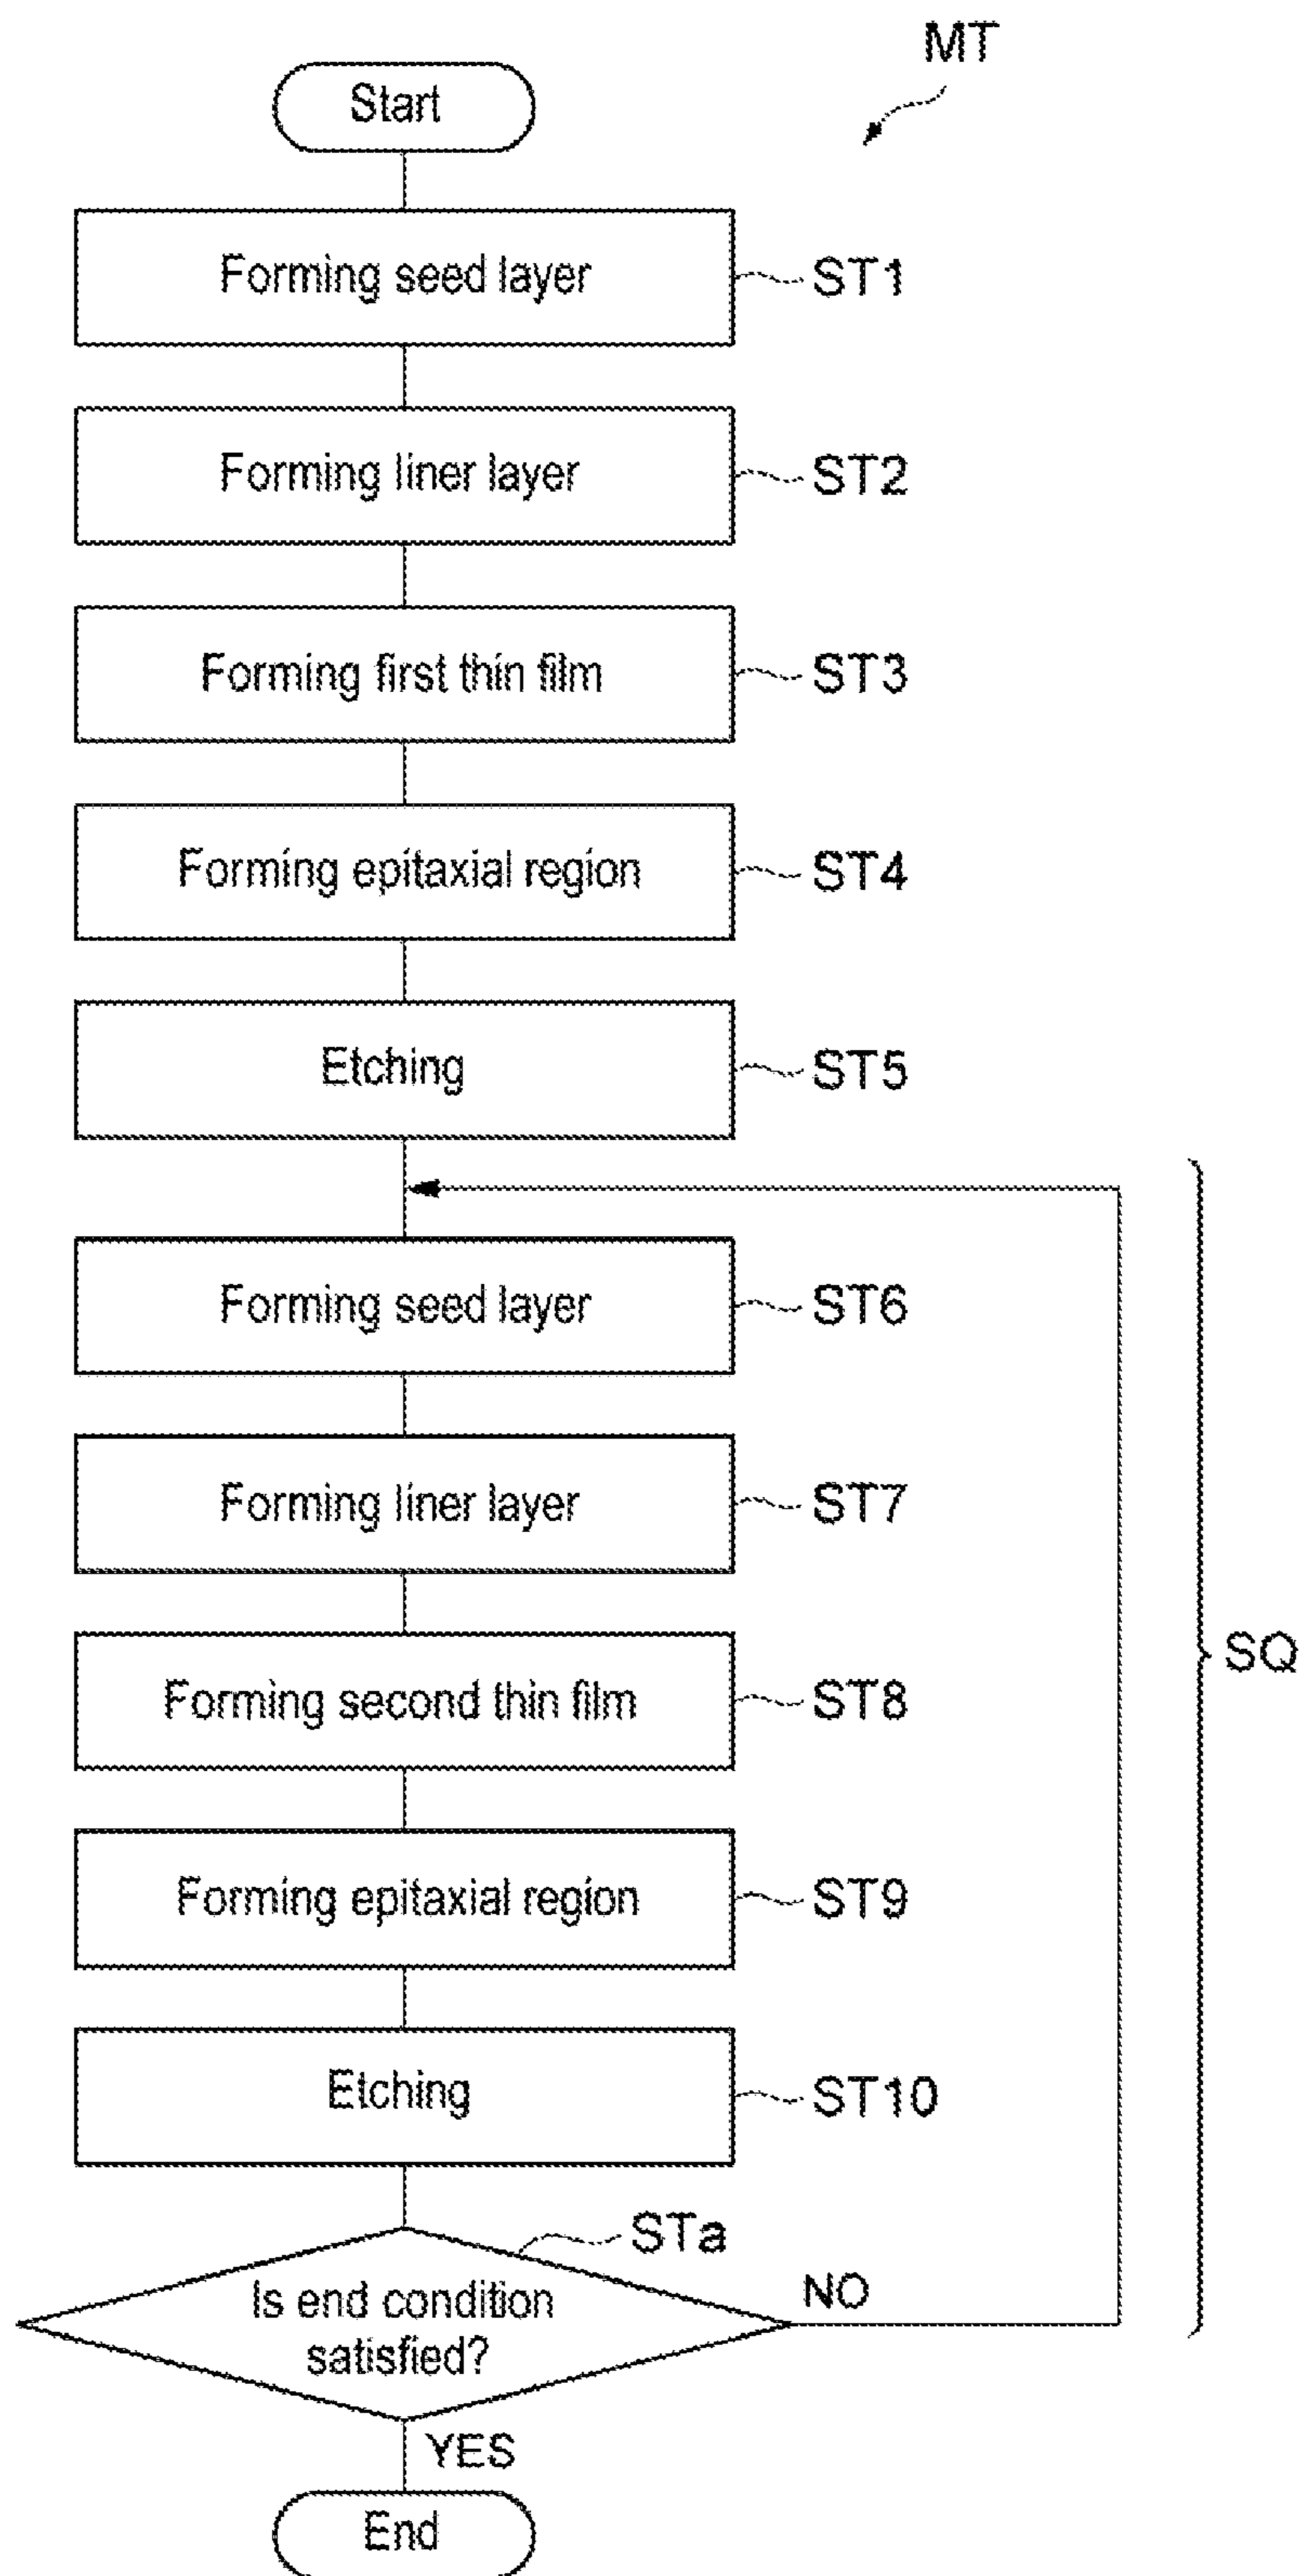 MT
Start
Forming seed layer
ST1
Forming liner layer
ST2
Forming first thin film
ST3
Forming epitaxial region
ST4
Etching
ST5
Forming seed layer
ST6
Forming liner layer
ST7
SQ
Forming second thin film
ST8
Forming epitaxial region
ST9
Etching
ST10
STa
Is end condition
satisfied?
NO
YES
End